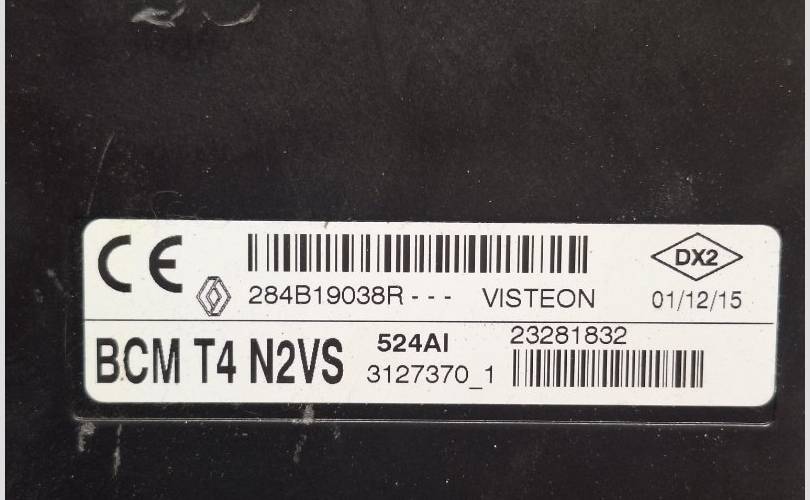 CE
284B19038R--- VISTEON
DX2
01/12/15
BCM T4 N2VS
524AI
3127370_1
23281832